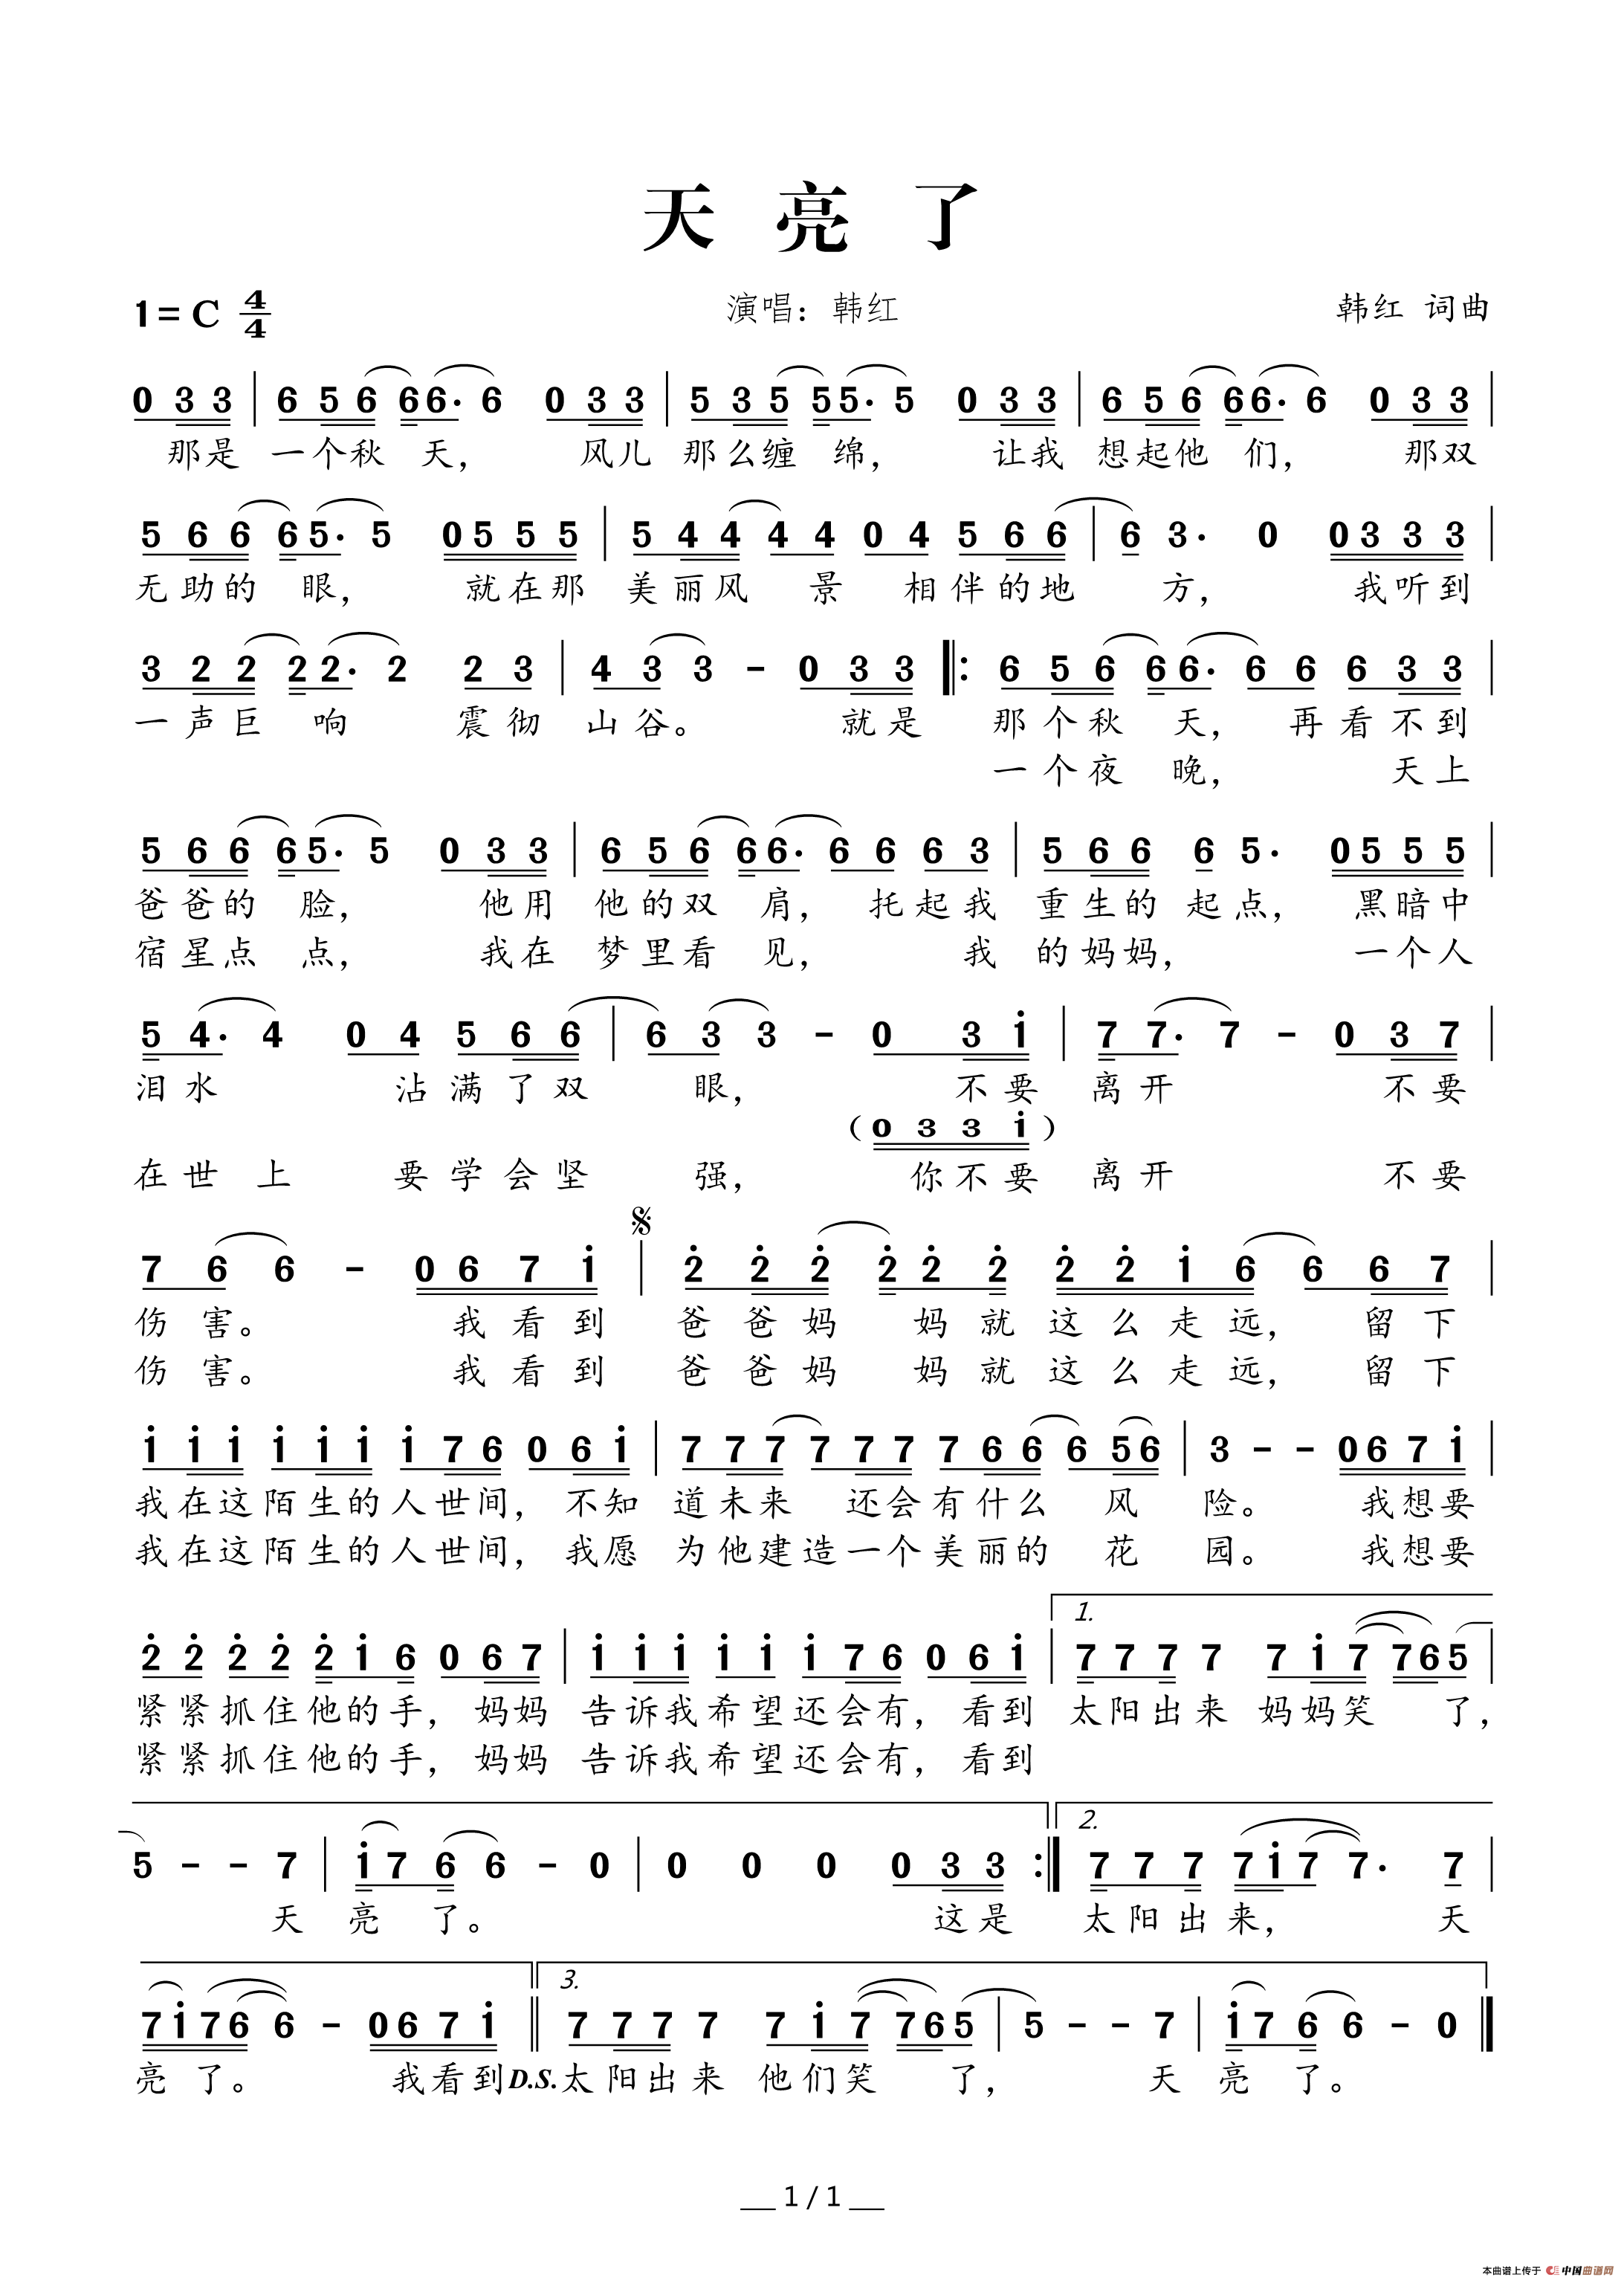 天亮了
1=C 4/4 演唱：韩红 韩红 词曲
0 3 3 | 6 5 6 6 6· 6 0 3 3 | 5 3 5 5 5· 5 0 3 3 | 6 5 6 6 6· 6 0 3 3 |
那是 一个秋 天， 风儿 那么缠 绵， 让我 想起他 们， 那双
5 6 6 6 5· 5 0 5 5 5 | 5 4 4 4 4 0 4 5 6 6 | 6 3· 0 0 3 3 3 |
无助的 眼， 就在那 美丽风 景 相伴的地 方， 我听到
3 2 2 2 2· 2 2 3 | 4 3 3 - 0 3 3 |: 6 5 6 6 6· 6 6 6 3 3 |
一声巨 响 震彻 山谷。 就是 那个秋 天， 再看不到
一个夜 晚， 天上
5 6 6 6 5· 5 0 3 3 | 6 5 6 6 6· 6 6 6 3 | 5 6 6 6 5· 0 5 5 5 |
爸爸的 脸， 他用 他的双 肩， 托起我 重生的 起点， 黑暗中
宿星点 点， 我在 梦里看 见， 我 的妈妈， 一个人
5 4· 4 0 4 5 6 6 | 6 3 3 - 0 3 i | 7 7· 7 - 0 3 7 |
泪水 沾满了双 眼， 不要 离开 不要
（0 3 3 i）
在世 上 要学会坚 强， 你不要 离开 不要
7 6 6 - 0 6 7 i | 2̇ 2̇ 2̇ 2̇ 2̇ 2̇ 2̇ 2̇ i 6 6 6 7 |
伤害。 我看到 爸爸妈 妈就这么走远， 留下
伤害。 我看到 爸爸妈 妈就这么走远， 留下
i i i i i i i 7 6 0 6 i | 7 7 7 7 7 7 7 6 6 6 5 6 | 3 - - 0 6 7 i |
我在这陌生的人世间， 不知 道未来 还会有什么 风 险。 我想要
我在这陌生的人世间， 我愿 为他建造一个美丽的 花 园。 我想要
1.
2̇ 2̇ 2̇ 2̇ 2̇ i 6 0 6 7 | i i i i i i 7 6 0 6 i | 7 7 7 7 7 i 7 7 6 5 |
紧紧抓住他的手， 妈妈 告诉我希望还会有， 看到 太阳出来 妈妈笑 了，
紧紧抓住他的手， 妈妈 告诉我希望还会有， 看到
2.
5 - - 7 | i 7 6 6 - 0 | 0 0 0 0 3 3 :| 7 7 7 7 i 7 7· 7 |
天 亮 了。 这是 太阳出来， 天
3.
7 i 7 6 6 - 0 6 7 i || 7 7 7 7 7 i 7 7 6 5 | 5 - - 7 | i 7 6 6 - 0 ‖
亮 了。 我看到D.S.太阳出来 他们笑 了， 天 亮 了。
1 / 1
本曲谱上传于 中国曲谱网